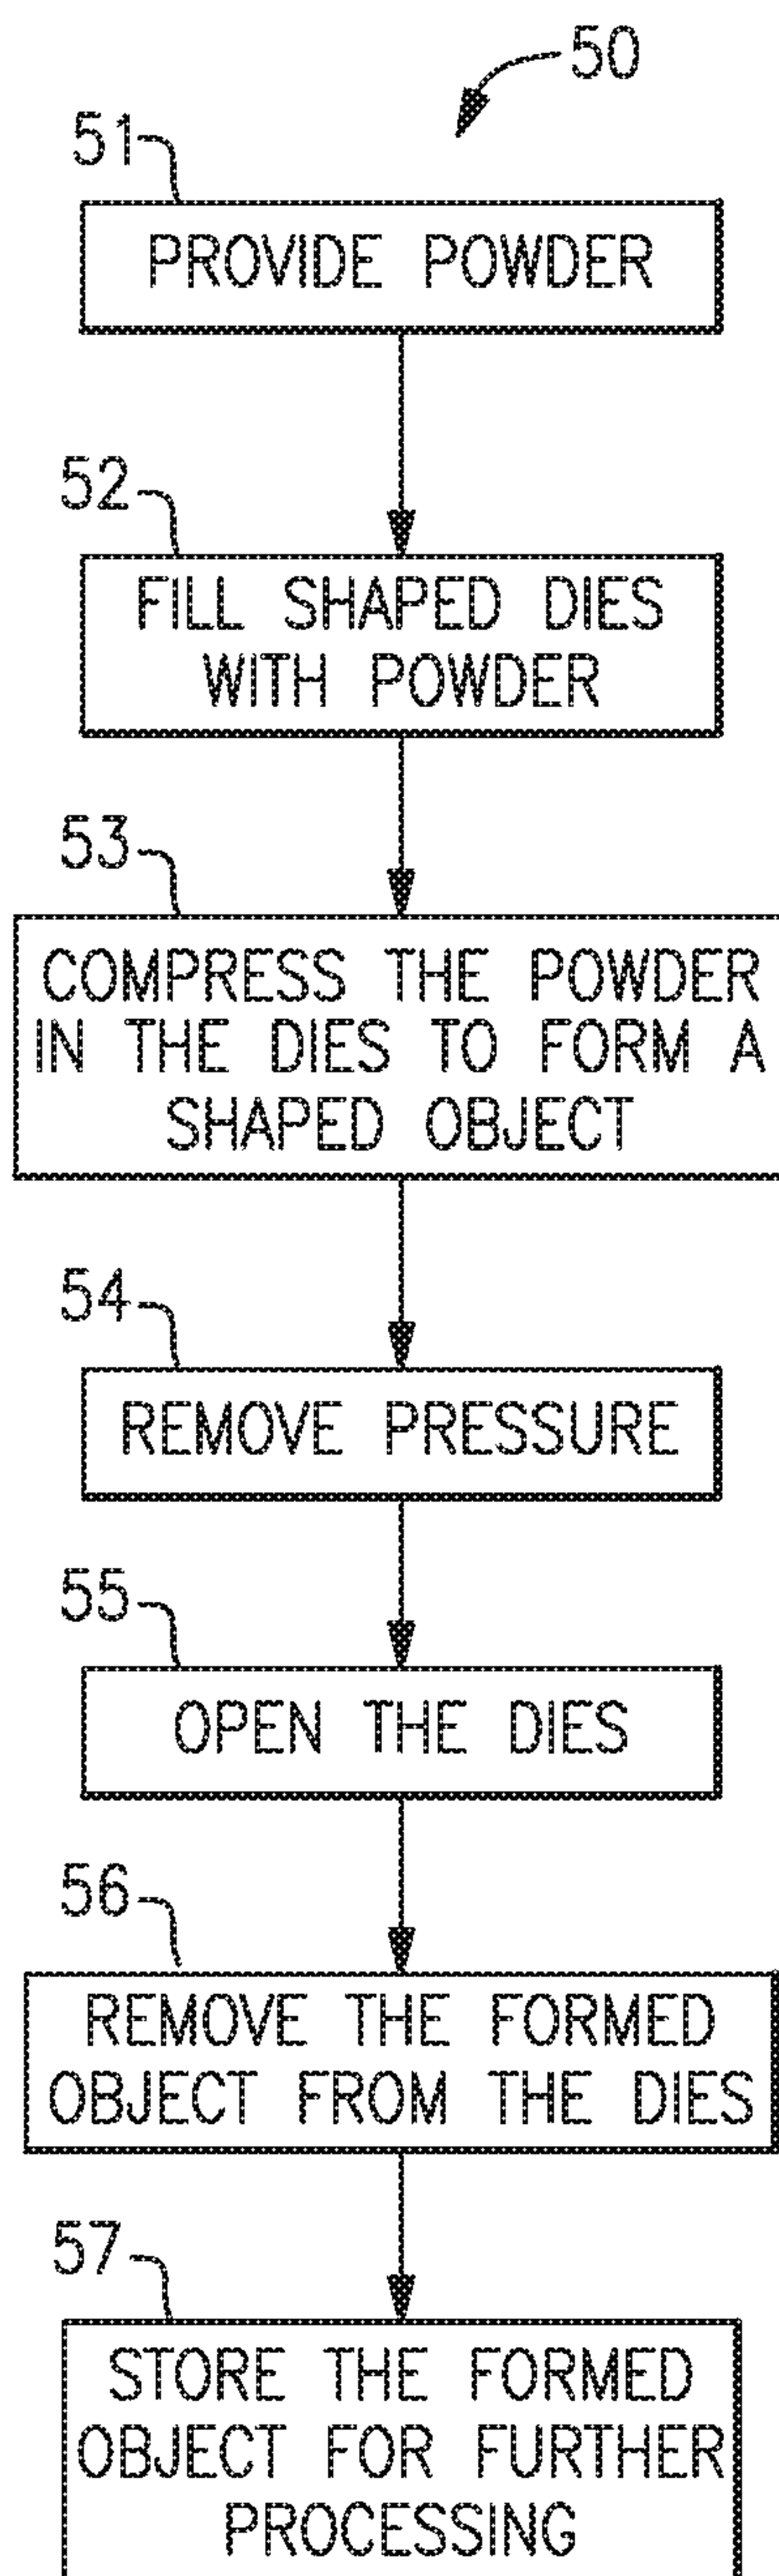 50
51
PROVIDE POWDER
52
FILL SHAPED DIES
WITH POWDER
53
COMPRESS THE POWDER
IN THE DIES TO FORM A
SHAPED OBJECT
54
REMOVE PRESSURE
55
OPEN THE DIES
56
REMOVE THE FORMED
OBJECT FROM THE DIES
57
STORE THE FORMED
OBJECT FOR FURTHER
PROCESSING